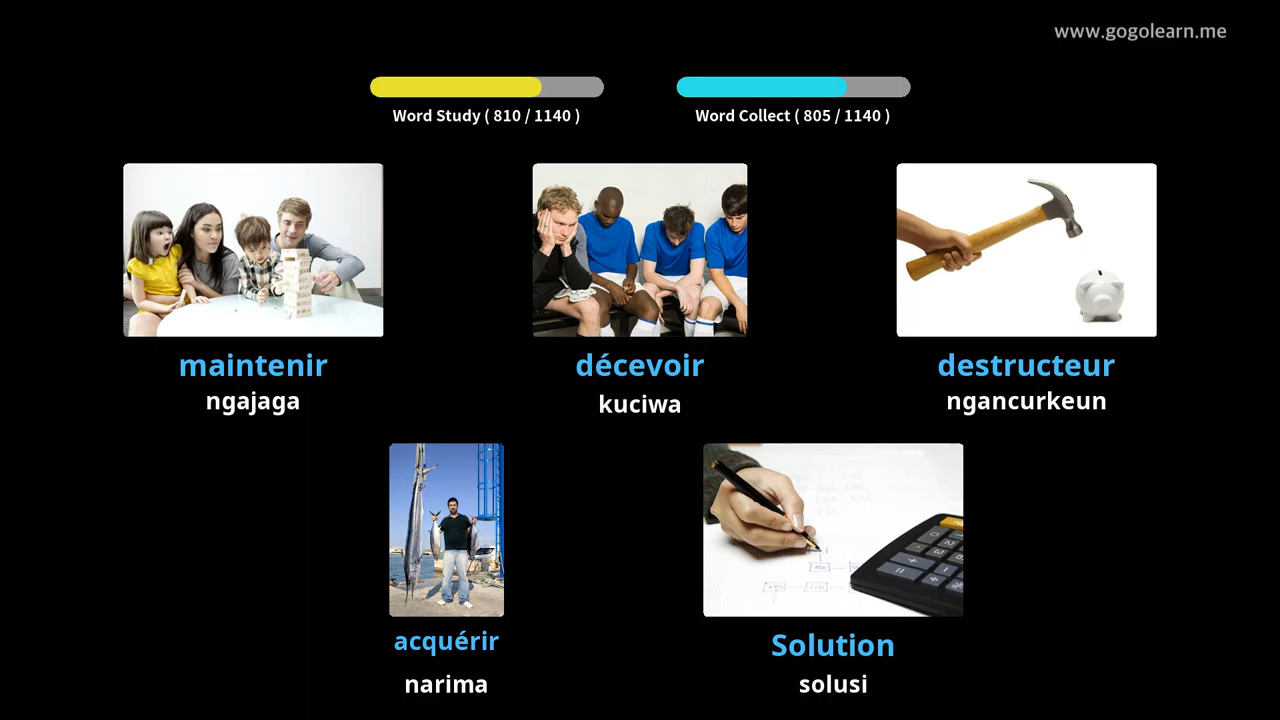 www.gogolearn.me
Word Study ( 810 / 1140 )
Word Collect ( 805 / 1140 )
maintenir
ngajaga
décevoir
kuciwa
destructeur
ngancurkeun
acquérir
narima
Solution
solusi